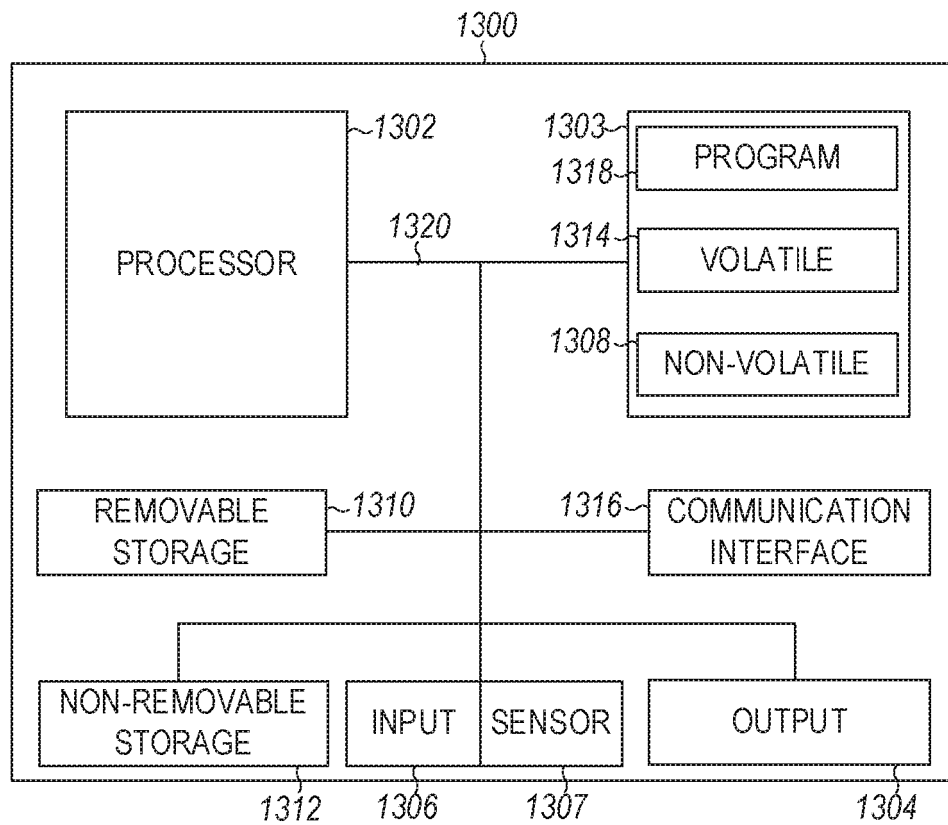 1300
PROCESSOR
1302
1320
1303
PROGRAM
1318
1314
VOLATILE
1308
NON-VOLATILE
REMOVABLE
STORAGE
1310
1316
COMMUNICATION
INTERFACE
NON-REMOVABLE
STORAGE
INPUT
SENSOR
OUTPUT
1312
1306
1307
1304